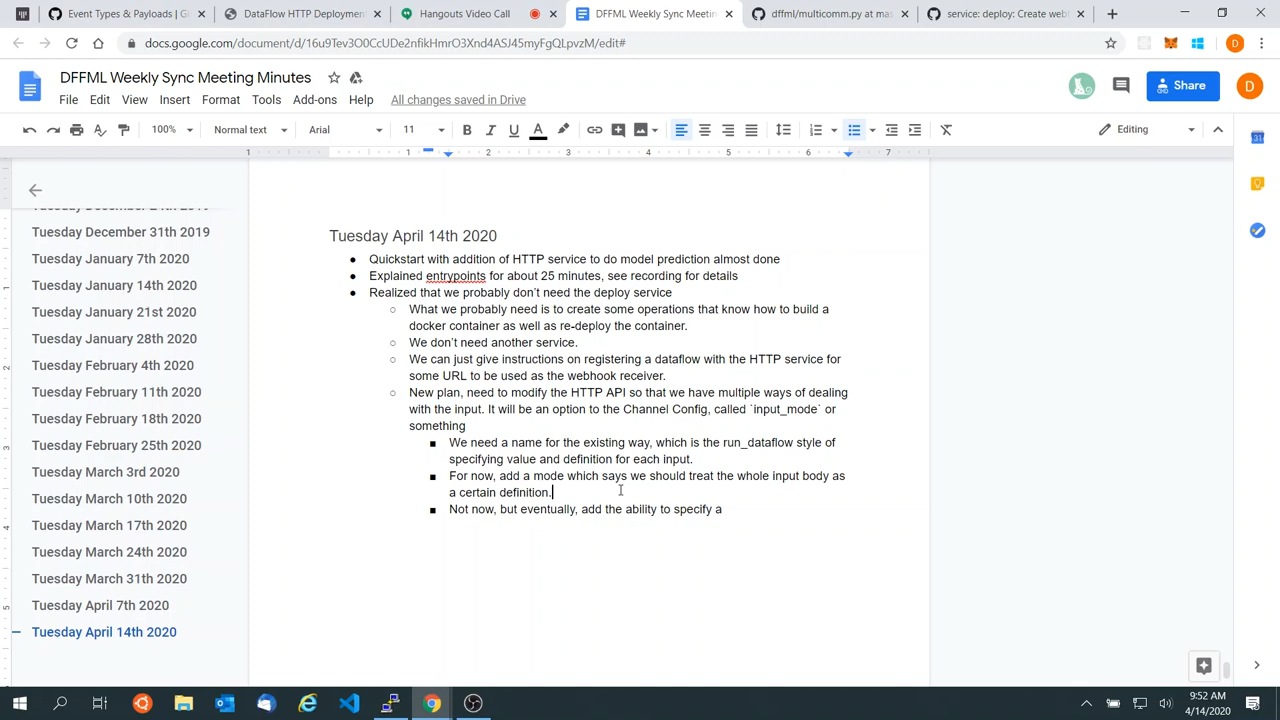 Event Types & Payloads | G
DataFlow HTTP Deployment
Hangouts Video Call
DFFML Weekly Sync Meetin
dffml/multicomm.py at mas
service: deploy: Create web
docs.google.com/document/d/16u9Tev3O0CcUDe2nfikHmrO3Xnd4ASJ45myFgQLpvzM/edit#
D
DFFML Weekly Sync Meeting Minutes
File Edit View Insert Format Tools Add-ons Help All changes saved in Drive
Share
D
100% Normal text Arial 11 B I U A Editing
1 1 2 3 4 5 6 7
Tuesday December 31th 2019
Tuesday January 7th 2020
Tuesday January 14th 2020
Tuesday January 21st 2020
Tuesday January 28th 2020
Tuesday February 4th 2020
Tuesday February 11th 2020
Tuesday February 18th 2020
Tuesday February 25th 2020
Tuesday March 3rd 2020
Tuesday March 10th 2020
Tuesday March 17th 2020
Tuesday March 24th 2020
Tuesday March 31th 2020
Tuesday April 7th 2020
Tuesday April 14th 2020
Tuesday April 14th 2020
Quickstart with addition of HTTP service to do model prediction almost done
Explained entrypoints for about 25 minutes, see recording for details
Realized that we probably don't need the deploy service
What we probably need is to create some operations that know how to build a
docker container as well as re-deploy the container.
We don't need another service.
We can just give instructions on registering a dataflow with the HTTP service for
some URL to be used as the webhook receiver.
New plan, need to modify the HTTP API so that we have multiple ways of dealing
with the input. It will be an option to the Channel Config, called `input_mode` or
something
We need a name for the existing way, which is the run_dataflow style of
specifying value and definition for each input.
For now, add a mode which says we should treat the whole input body as
a certain definition.
Not now, but eventually, add the ability to specify a
9:52 AM
4/14/2020